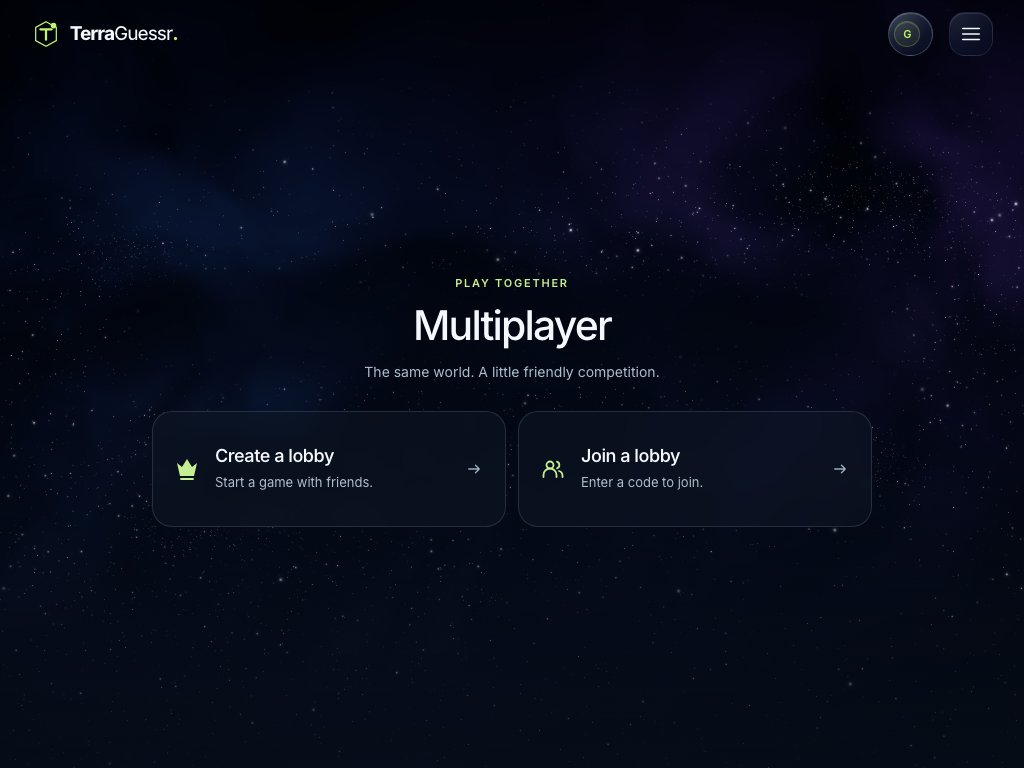 TerraGuessr.
G
PLAY TOGETHER
Multiplayer
The same world. A little friendly competition.
Create a lobby
Start a game with friends.
Join a lobby
Enter a code to join.